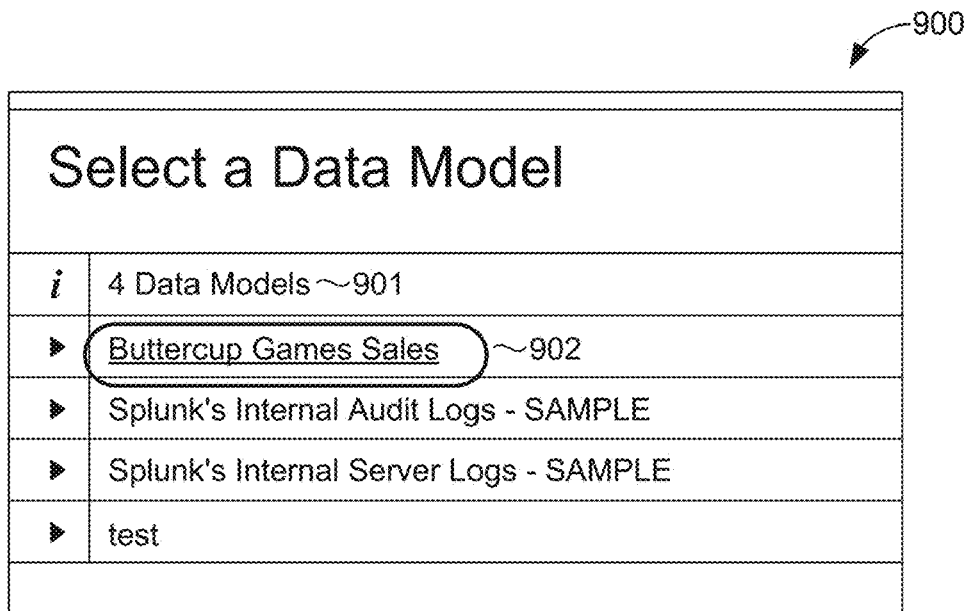 900
Select a Data Model
i 4 Data Models 901
Buttercup Games Sales 902
Splunk's Internal Audit Logs - SAMPLE
Splunk's Internal Server Logs - SAMPLE
test